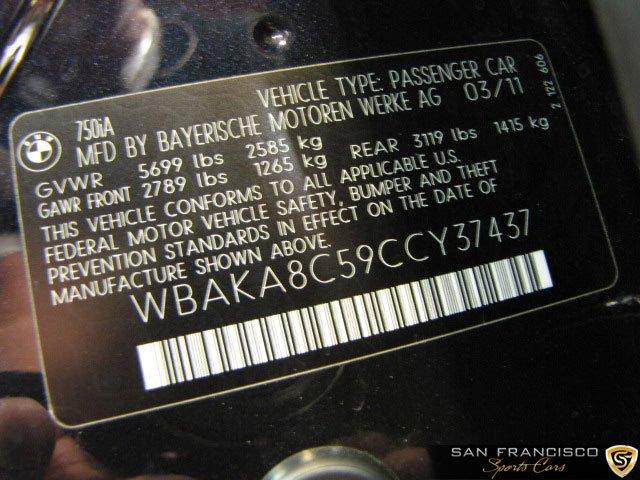 750iA
VEHICLE TYPE: PASSENGER CAR
MFD BY BAYERISCHE MOTOREN WERKE AG 03/11
GVWR 5699 lbs 2585 kg
GAWR FRONT 2789 lbs 1265 kg REAR 3119 lbs 1415 kg
THIS VEHICLE CONFORMS TO ALL APPLICABLE U.S.
FEDERAL MOTOR VEHICLE SAFETY, BUMPER AND THEFT
PREVENTION STANDARDS IN EFFECT ON THE DATE OF
MANUFACTURE SHOWN ABOVE.
WBAKA8C59CCY37437
2 122 606
SAN FRANCISCO
Sports Cars